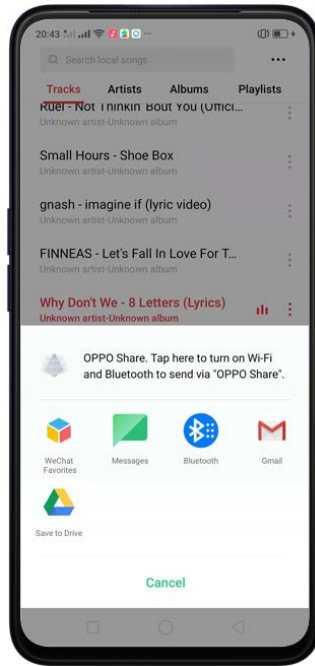 20:43
Search local songs
Tracks Artists Albums Playlists
Ruel - Not Thinkin' Bout You (Offici...
Unknown artist-Unknown album
Small Hours - Shoe Box
Unknown artist-Unknown album
gnash - imagine if (lyric video)
Unknown artist-Unknown album
FINNEAS - Let's Fall In Love For T...
Unknown artist-Unknown album
Why Don't We - 8 Letters (Lyrics)
Unknown artist-Unknown album
OPPO Share. Tap here to turn on Wi-Fi
and Bluetooth to send via "OPPO Share".
WeChat Favorites
Messages
Bluetooth
Gmail
Save to Drive
Cancel